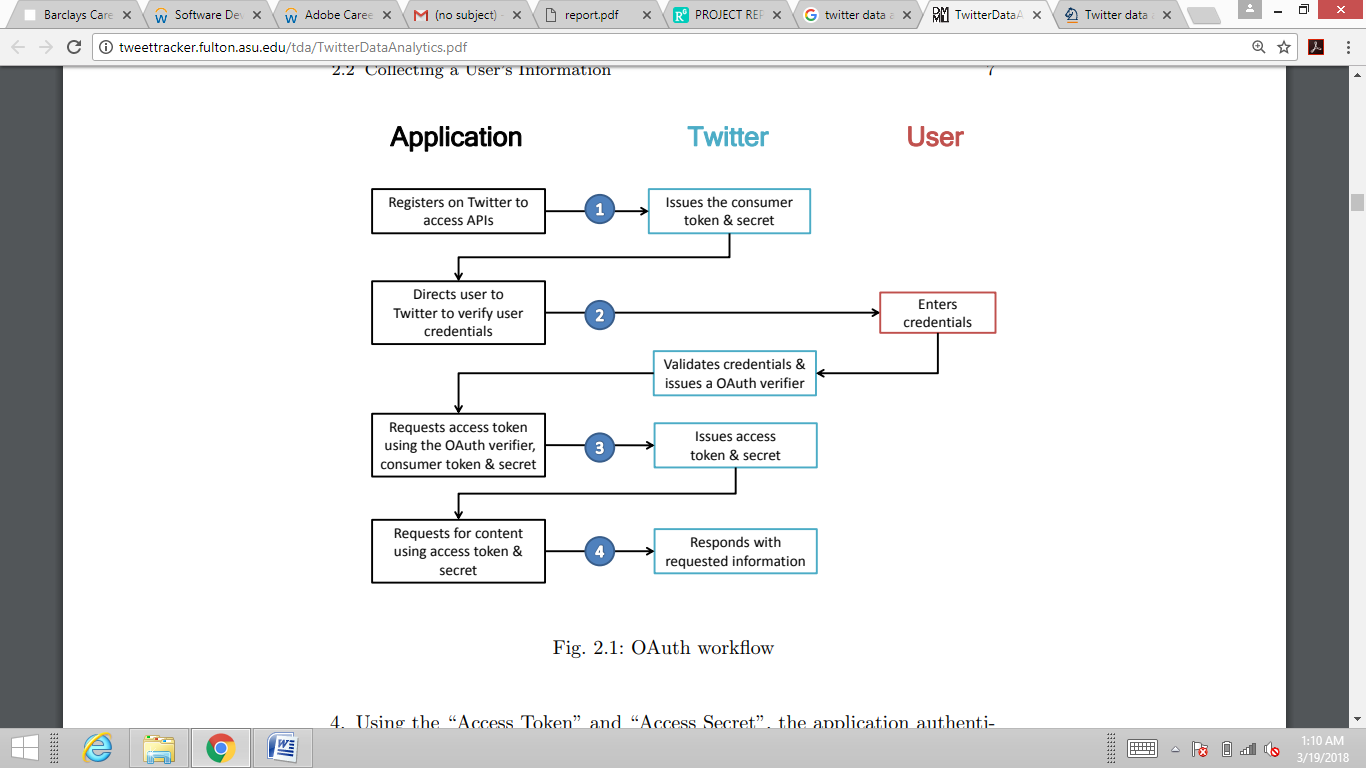 Barclays Care
Software De
Adobe Caree
(no subject)
report.pdf
PROJECT REP
twitter data a
TwitterDataA
Twitter data
tweettracker.fulton.asu.edu/tda/TwitterDataAnalytics.pdf
2.2 Collecting a User's Information 7
Application Twitter User
Registers on Twitter to
access APIs
1
Issues the consumer
token & secret
Directs user to
Twitter to verify user
credentials
2
Enters
credentials
Validates credentials &
issues a OAuth verifier
Requests access token
using the OAuth verifier,
consumer token & secret
3
Issues access
token & secret
Requests for content
using access token &
secret
4
Responds with
requested information
Fig. 2.1: OAuth workflow
4. Using the “Access Token” and “Access Secret”, the application authenti-
1:10 AM
3/19/2018